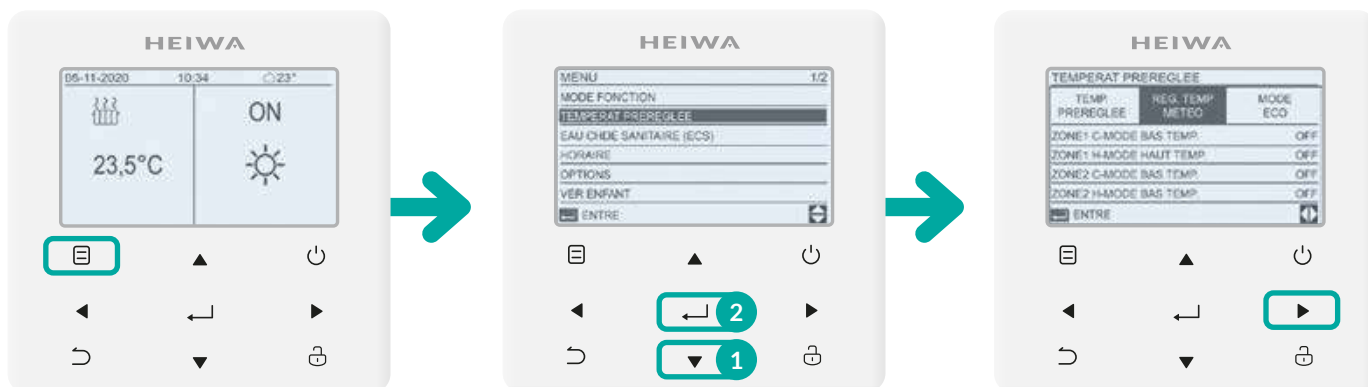 HEIWA
06-11-2020 10:34 23°
ON
23,5°C
HEIWA
MENU 1/2
MODE FONCTION
TEMPERAT PREREGLEE
EAU CHDE SANITAIRE (ECS)
HORAIRE
OPTIONS
VER ENFANT
ENTRE
2
1
HEIWA
TEMPERAT PREREGLEE
TEMP. REG. TEMP MODE
PREREGLEE METEO ECO
ZONE1 C-MODE BAS TEMP. OFF
ZONE1 H-MODE HAUT TEMP. OFF
ZONE2 C-MODE BAS TEMP. OFF
ZONE2 H-MODE BAS TEMP. OFF
ENTRE